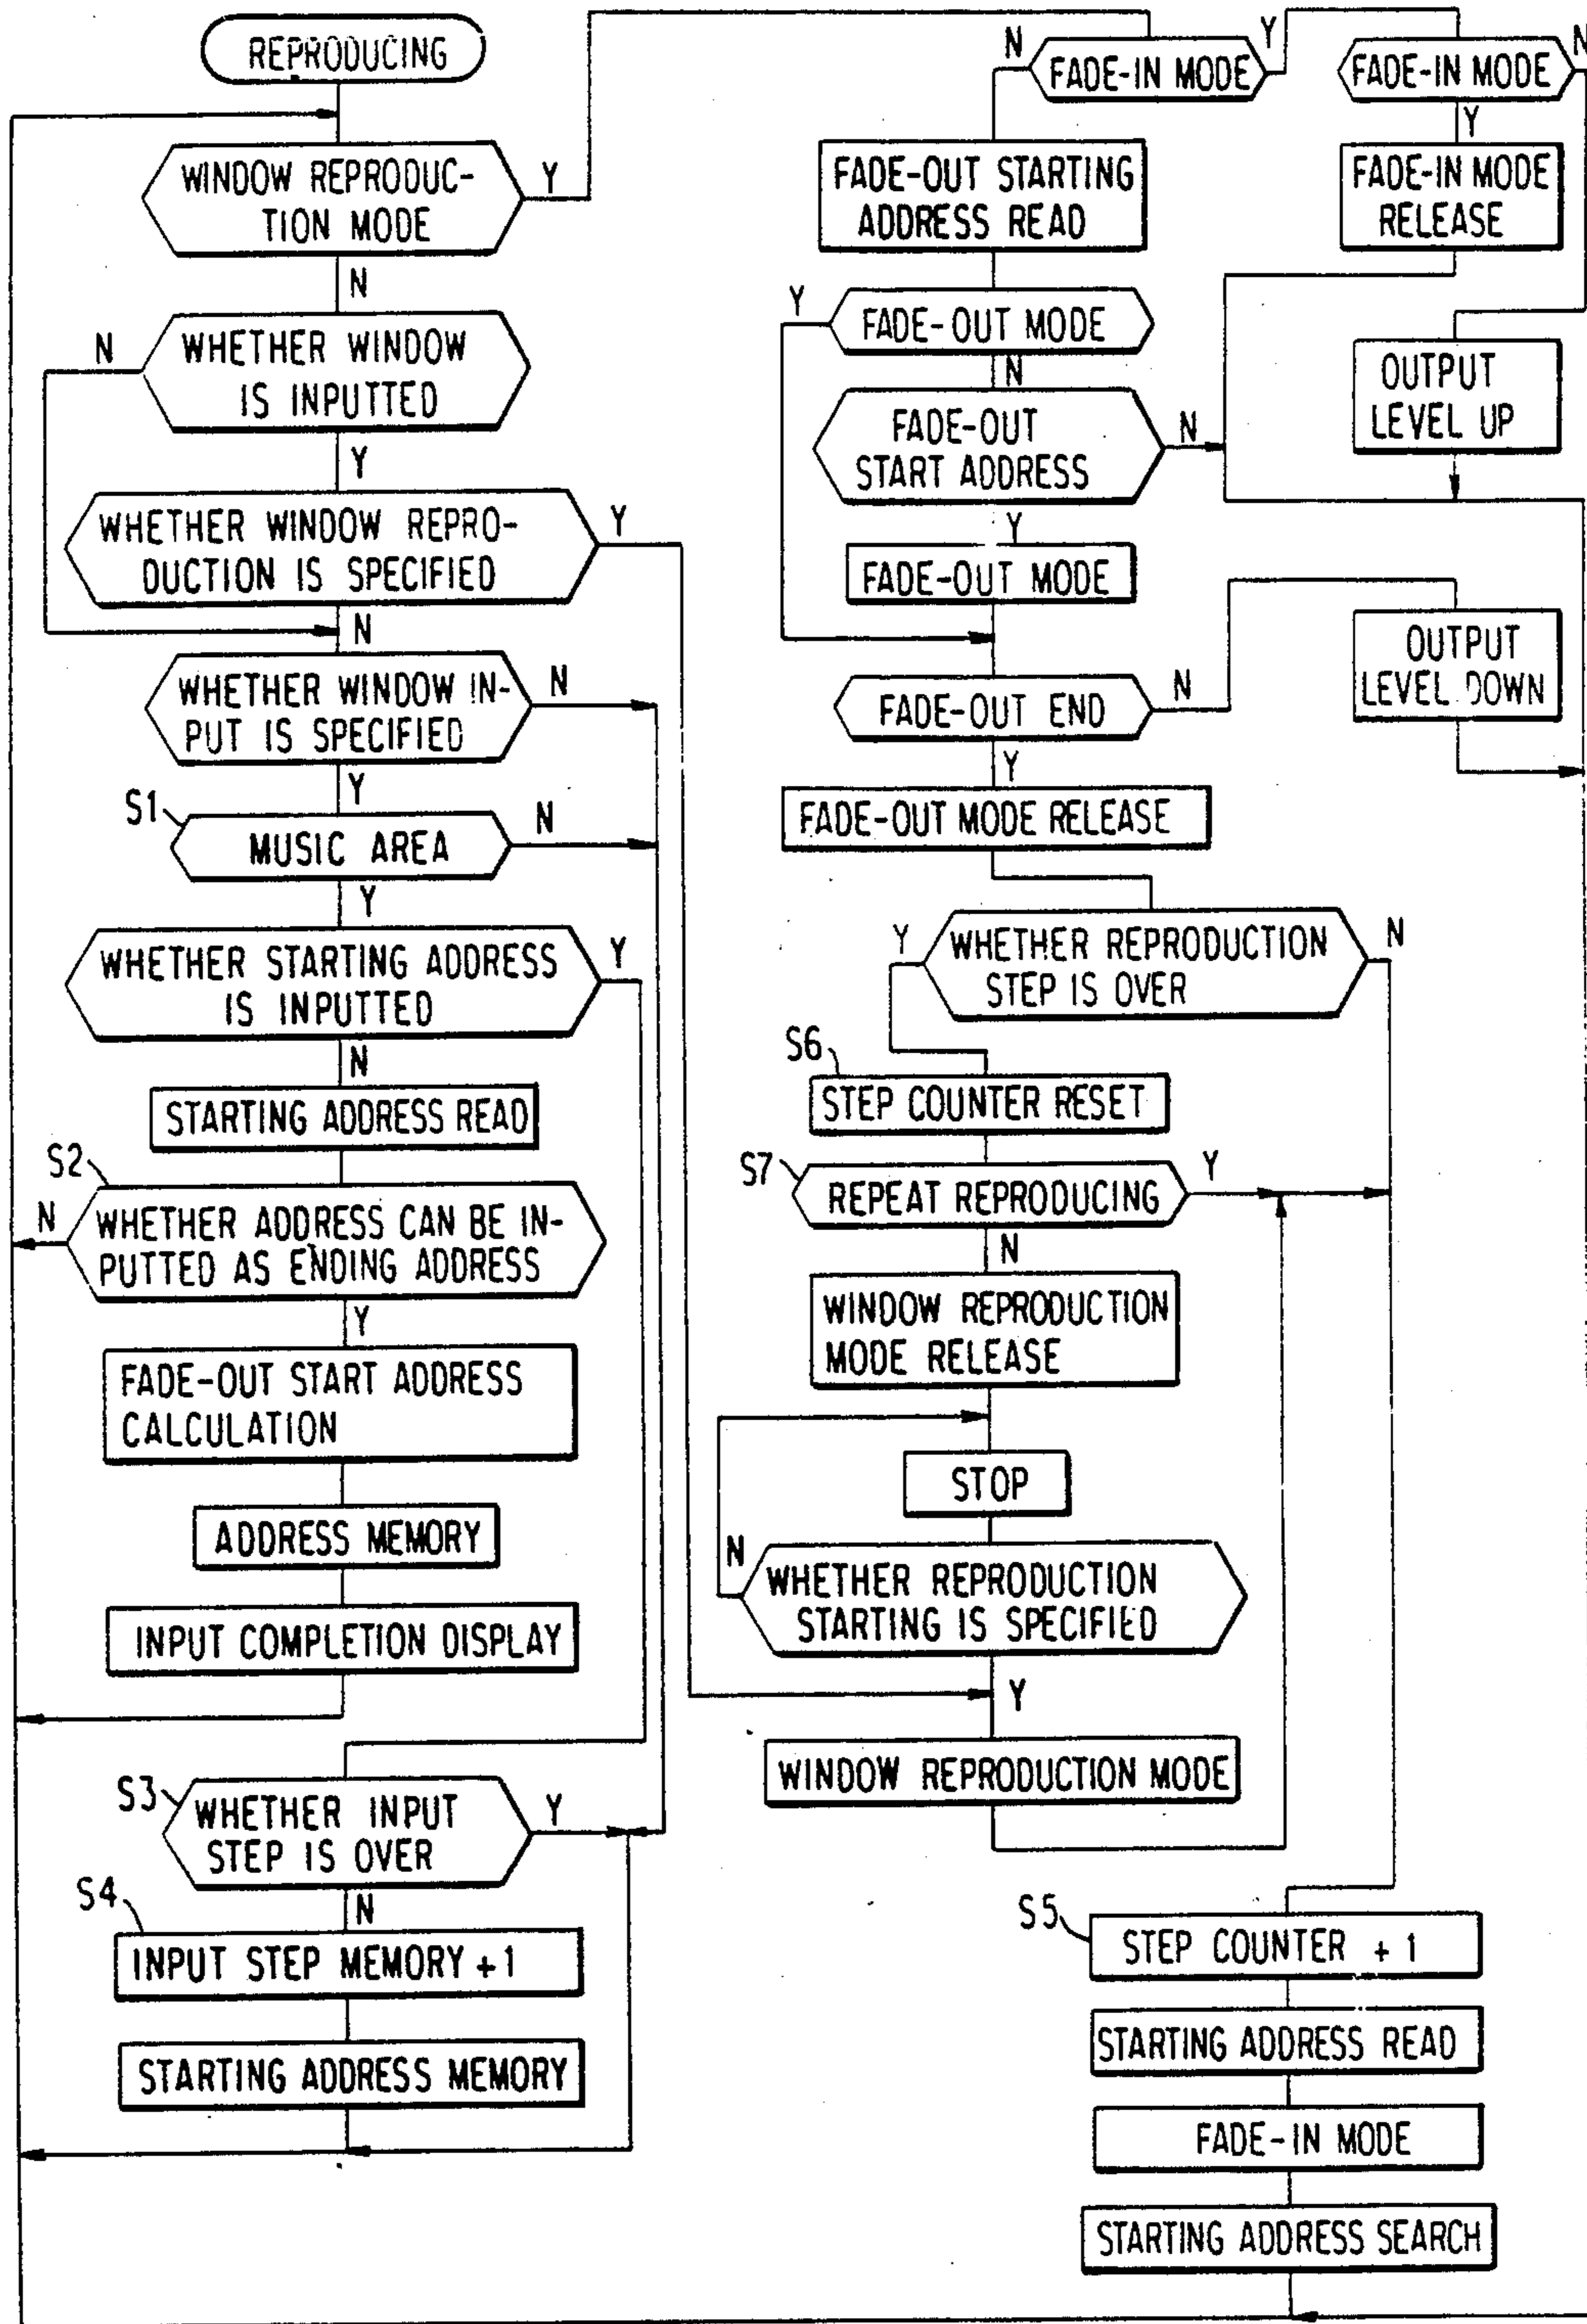 REPRODUCING
WINDOW REPRODUC-
TION MODE
Y
N
WHETHER WINDOW
IS INPUTTED
N
Y
WHETHER WINDOW REPRO-
DUCTION IS SPECIFIED
Y
N
WHETHER WINDOW IN-
PUT IS SPECIFIED
N
Y
S1
MUSIC AREA
N
Y
WHETHER STARTING ADDRESS
IS INPUTTED
Y
N
STARTING ADDRESS READ
S2
N
WHETHER ADDRESS CAN BE IN-
PUTTED AS ENDING ADDRESS
Y
FADE-OUT START ADDRESS
CALCULATION
ADDRESS MEMORY
INPUT COMPLETION DISPLAY
S3
WHETHER INPUT
STEP IS OVER
Y
N
S4
INPUT STEP MEMORY +1
STARTING ADDRESS MEMORY
N
FADE-IN MODE
Y
FADE-IN MODE
N
Y
FADE-IN MODE
RELEASE
FADE-OUT STARTING
ADDRESS READ
Y
FADE-OUT MODE
N
OUTPUT
LEVEL UP
FADE-OUT
START ADDRESS
N
Y
FADE-OUT MODE
OUTPUT
LEVEL DOWN
FADE-OUT END
N
Y
FADE-OUT MODE RELEASE
Y
WHETHER REPRODUCTION
STEP IS OVER
N
S6
STEP COUNTER RESET
S7
REPEAT REPRODUCING
Y
N
WINDOW REPRODUCTION
MODE RELEASE
STOP
N
WHETHER REPRODUCTION
STARTING IS SPECIFIED
Y
WINDOW REPRODUCTION MODE
S5
STEP COUNTER +1
STARTING ADDRESS READ
FADE-IN MODE
STARTING ADDRESS SEARCH